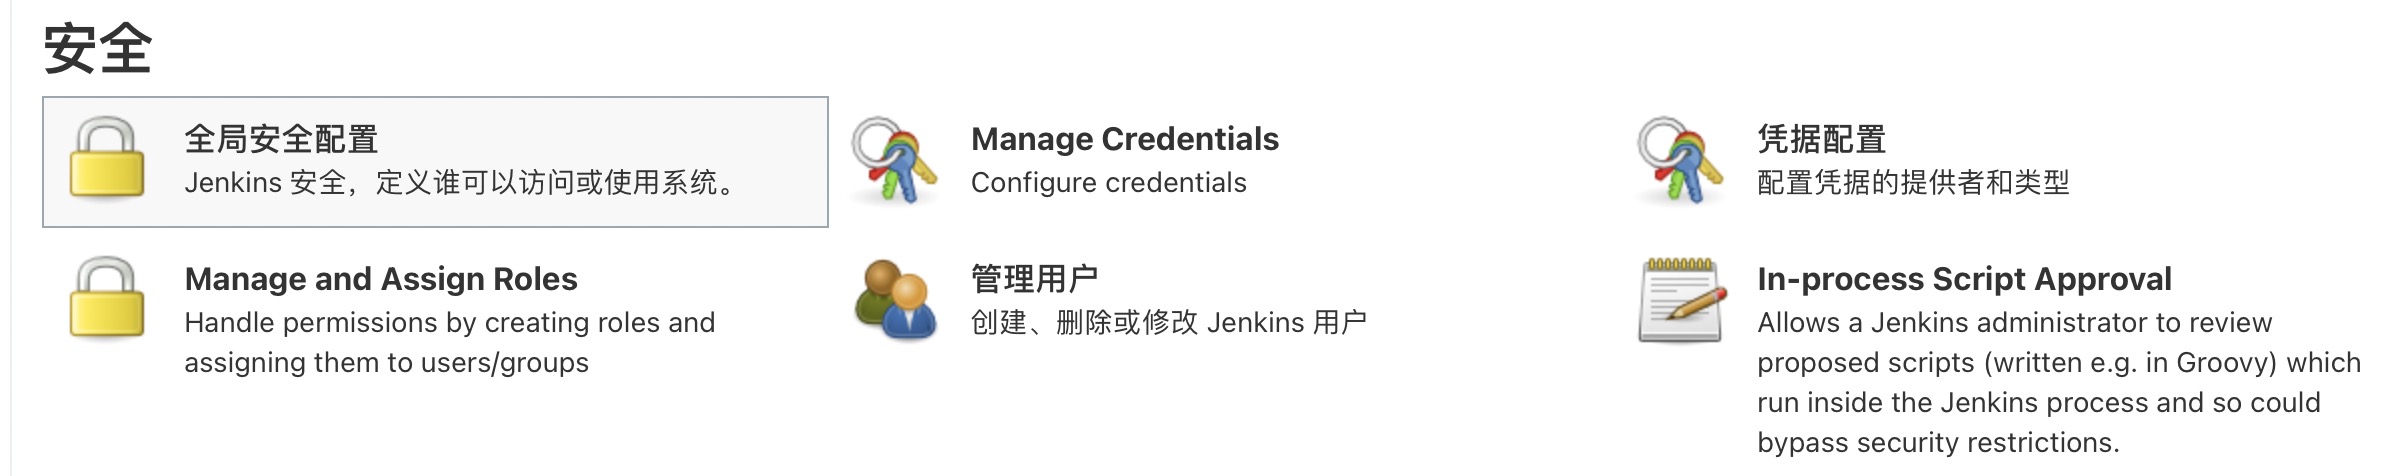 安全
全局安全配置
Jenkins 安全，定义谁可以访问或使用系统。
Manage Credentials
Configure credentials
凭据配置
配置凭据的提供者和类型
Manage and Assign Roles
Handle permissions by creating roles and
assigning them to users/groups
管理用户
创建、删除或修改 Jenkins 用户
In-process Script Approval
Allows a Jenkins administrator to review
proposed scripts (written e.g. in Groovy) which
run inside the Jenkins process and so could
bypass security restrictions.